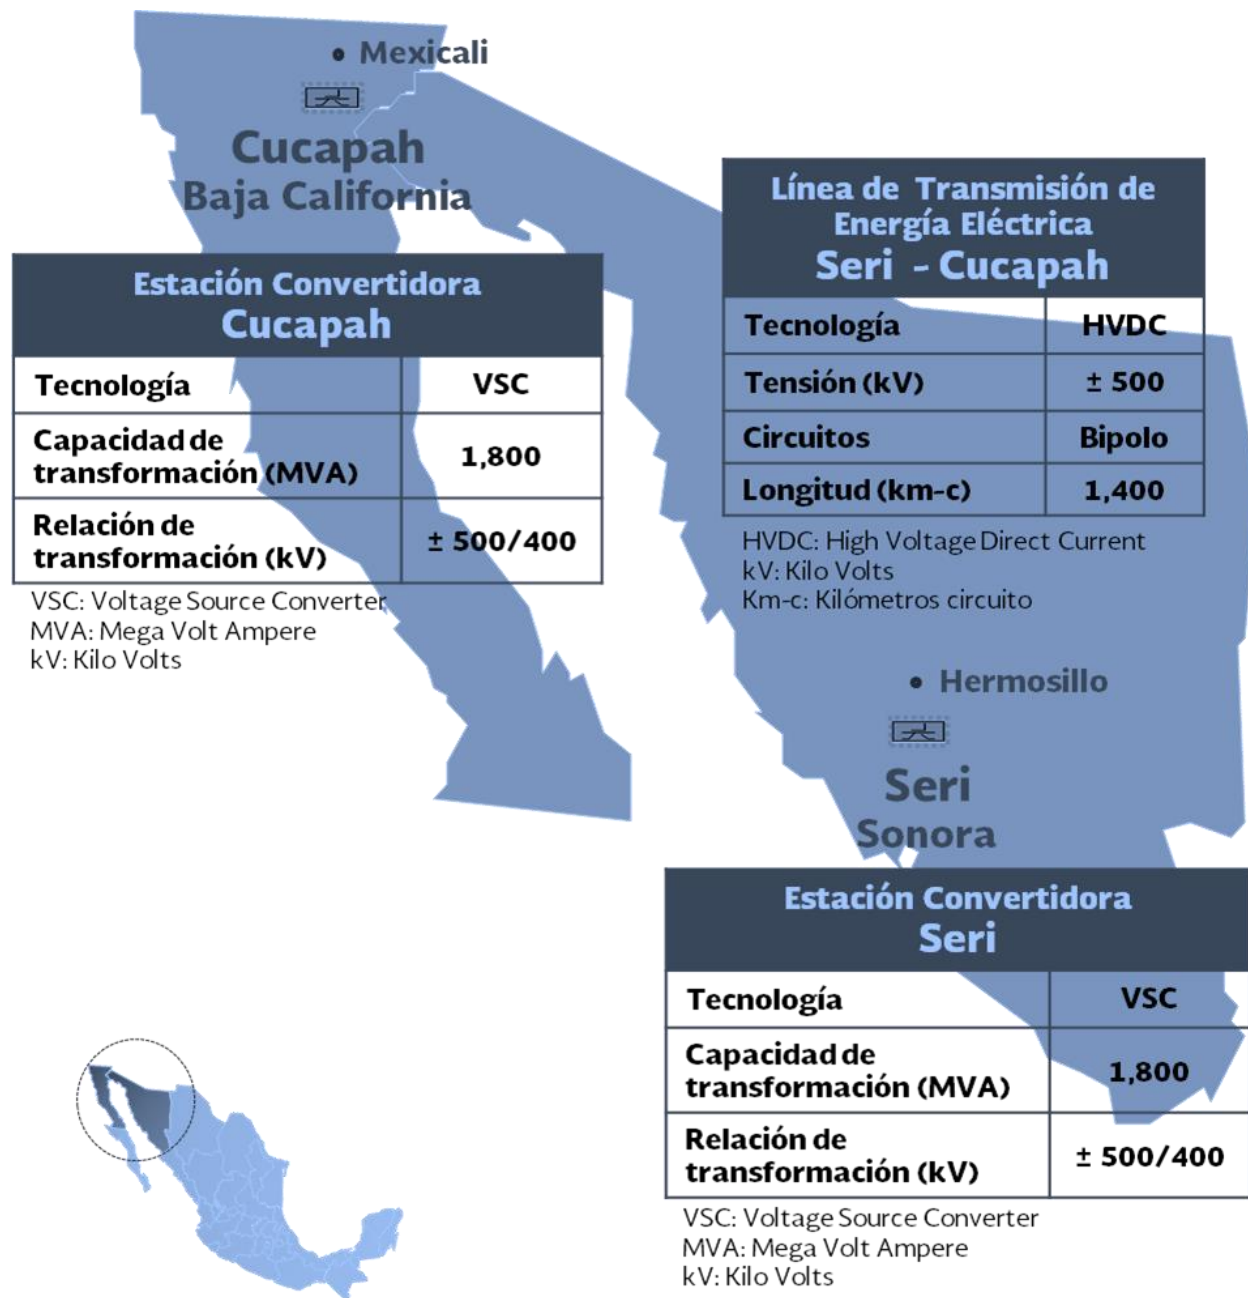 Mexicali
Cucapah
Baja California
Estación Convertidora
Cucapah
Tecnología VSC
Capacidad de
transformación (MVA) 1,800
Relación de
transformación (kV) ± 500/400
VSC: Voltage Source Converter
MVA: Mega Volt Ampere
kV: Kilo Volts
Línea de Transmisión de
Energía Eléctrica
Seri - Cucapah
Tecnología HVDC
Tensión (kV) ± 500
Circuitos Bipolo
Longitud (km-c) 1,400
HVDC: High Voltage Direct Current
kV: Kilo Volts
Km-c: Kilómetros circuito
Hermosillo
Seri
Sonora
Estación Convertidora
Seri
Tecnología VSC
Capacidad de
transformación (MVA) 1,800
Relación de
transformación (kV) ± 500/400
VSC: Voltage Source Converter
MVA: Mega Volt Ampere
kV: Kilo Volts